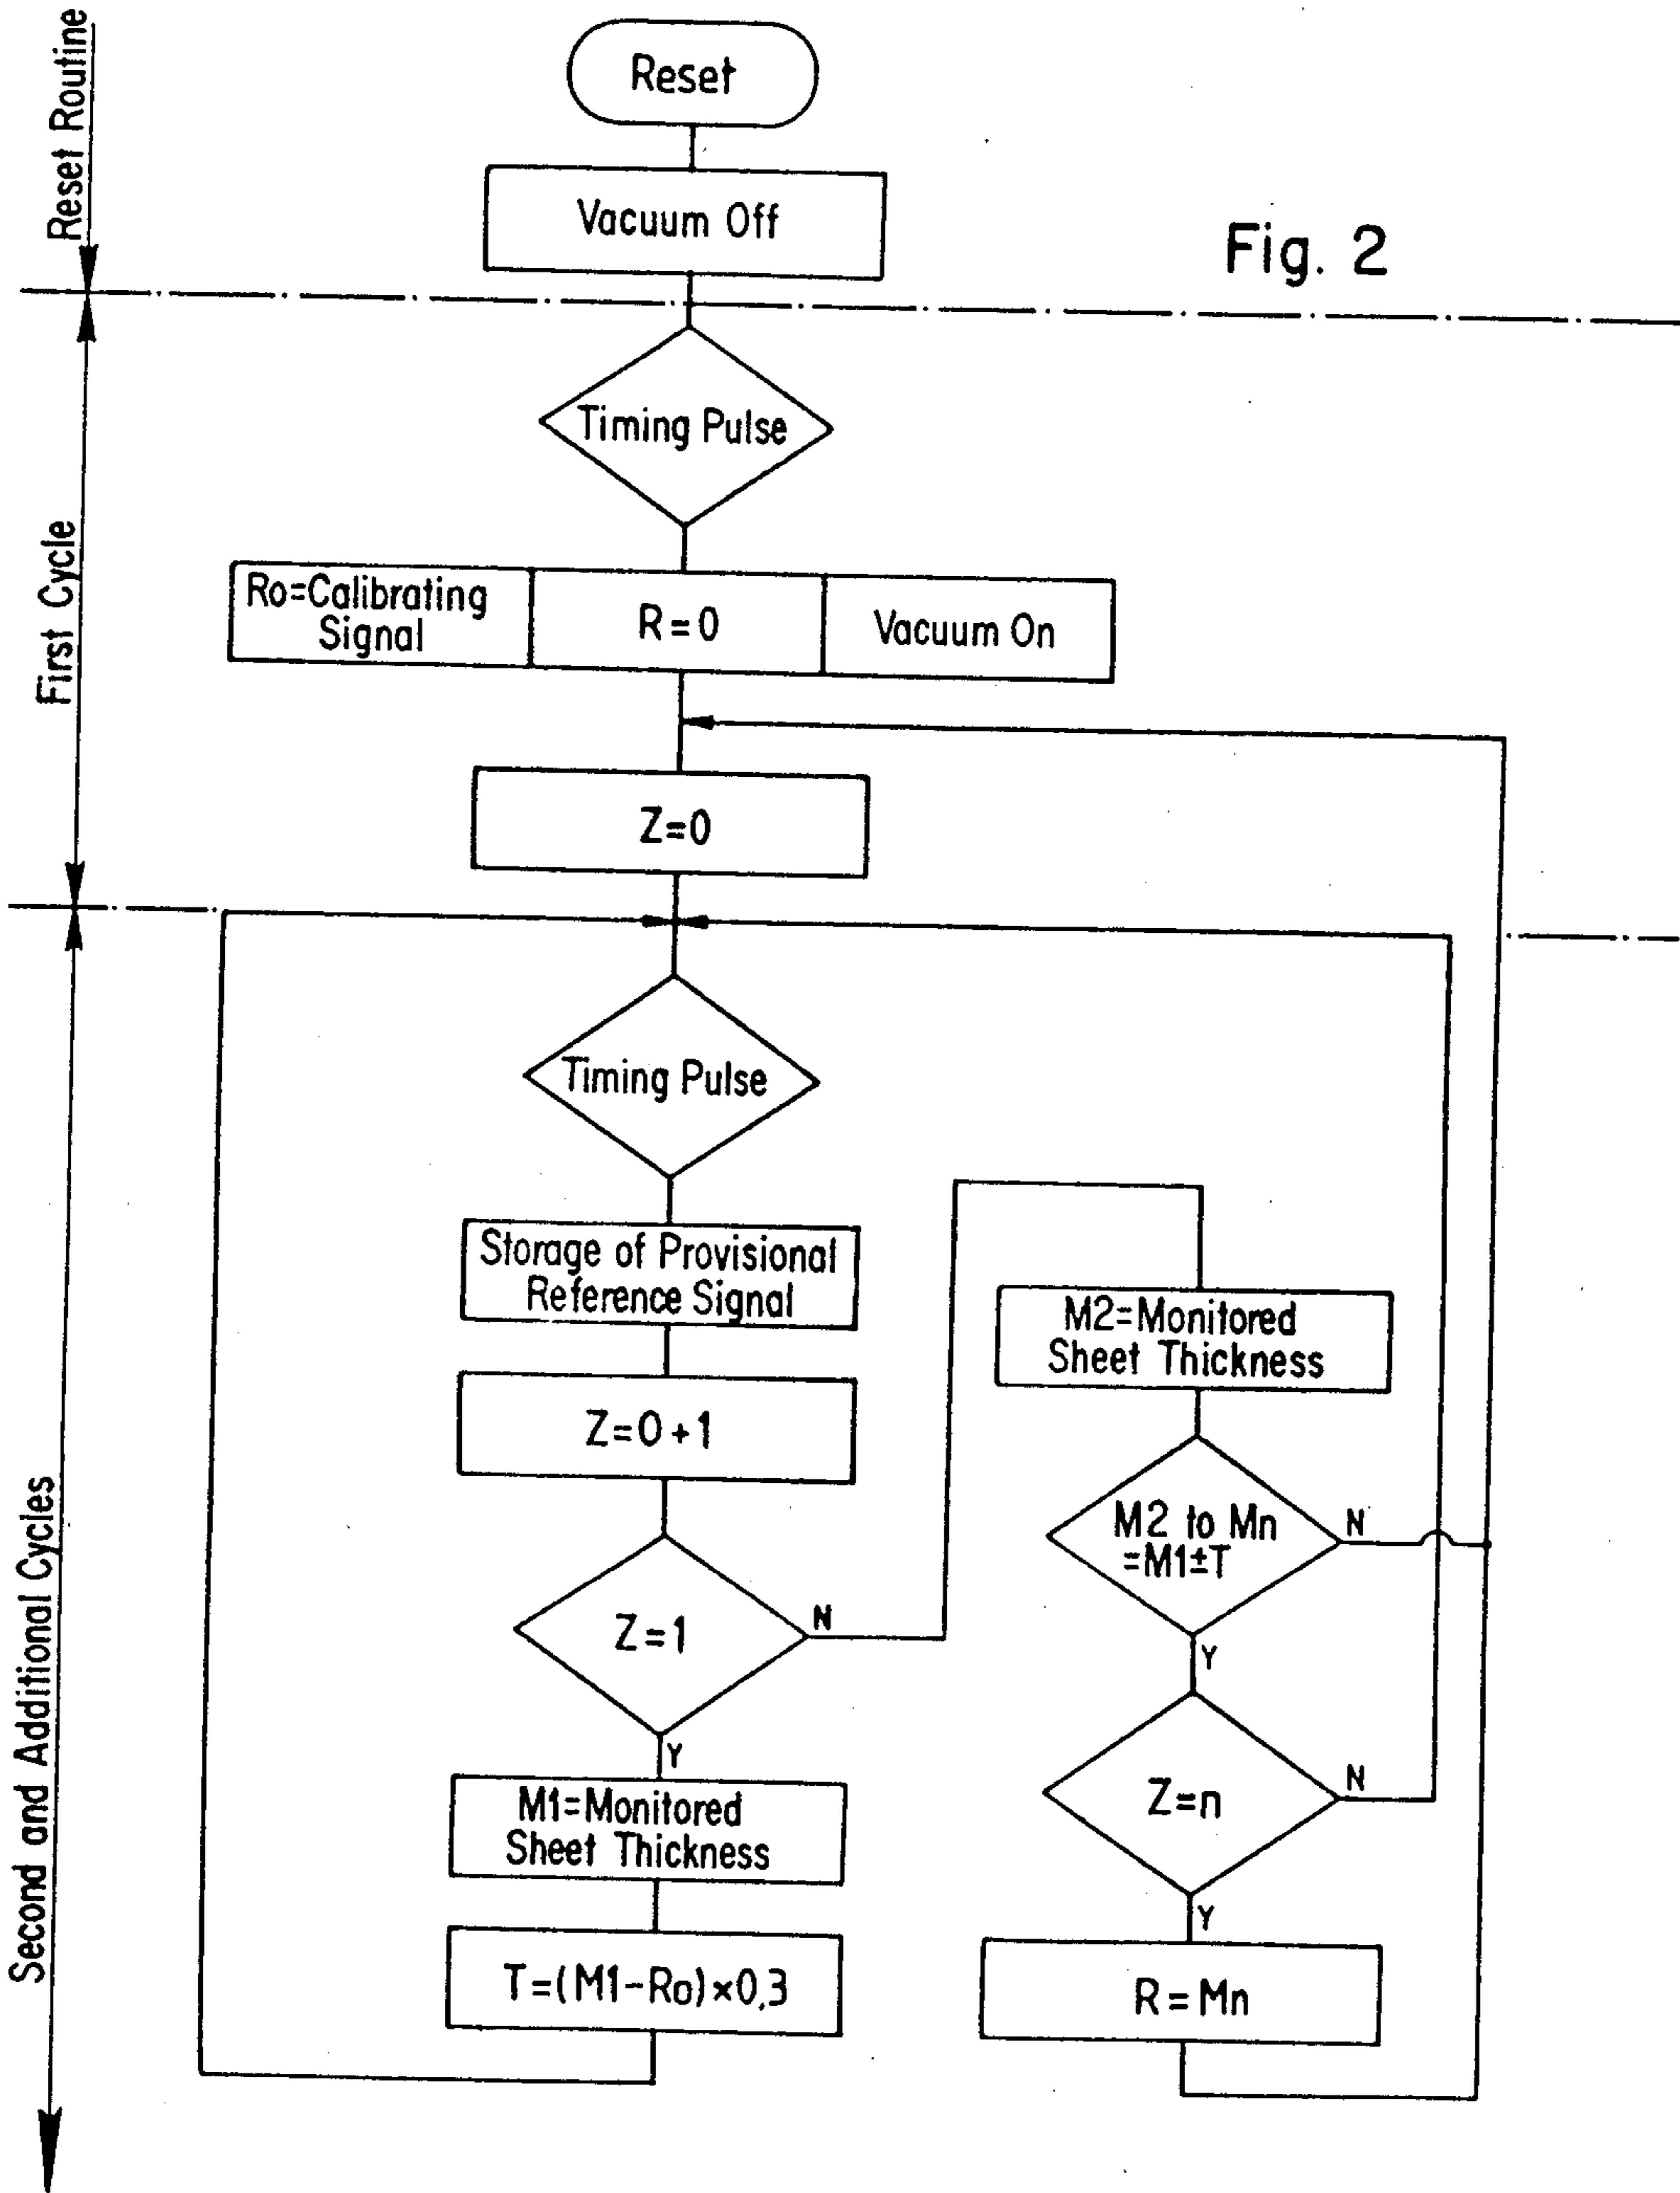 Reset Routine
Reset
Vacuum Off
Fig. 2
First Cycle
Timing Pulse
Ro=Calibrating
Signal
R=0
Vacuum On
Z=0
Second and Additional Cycles
Timing Pulse
Storage of Provisional
Reference Signal
Z=0+1
Z=1
N
Y
M1=Monitored
Sheet Thickness
T=(M1-Ro)×0,3
M2=Monitored
Sheet Thickness
M2 to Mn
=M1±T
N
Y
Z=n
N
Y
R=Mn